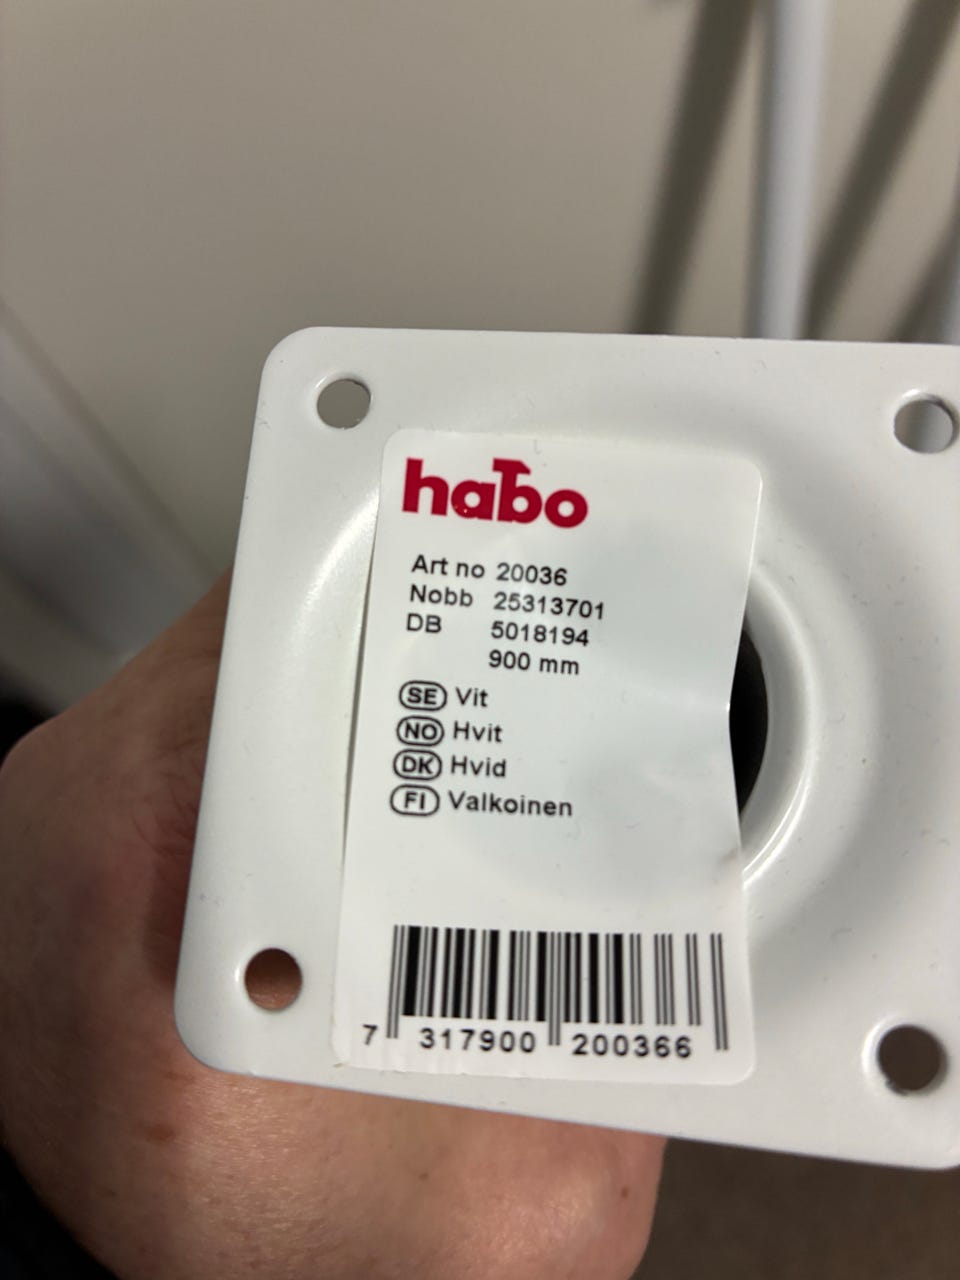 habo
Art no 20036
Nobb 25313701
DB 5018194
900 mm
SE Vit
NO Hvit
DK Hvid
FI Valkoinen
7 317900 200366